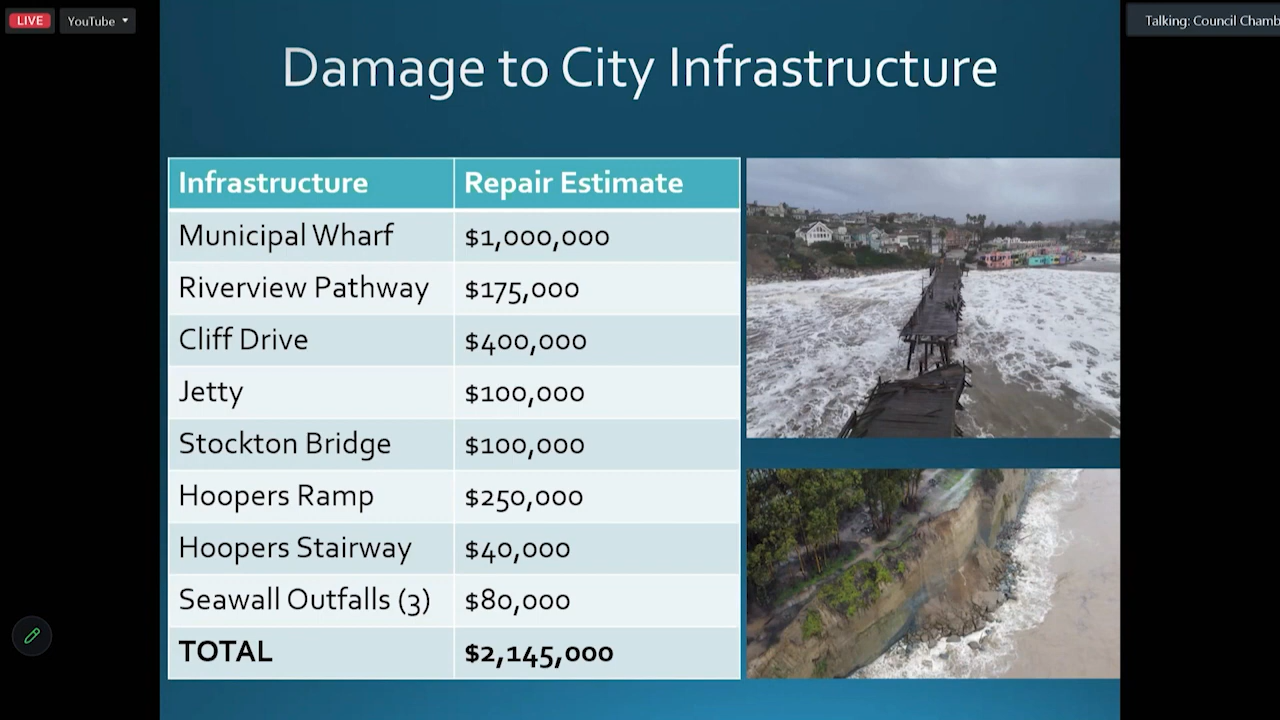 LIVE
YouTube
Talking: Council Chamb
Damage to City Infrastructure
Infrastructure Repair Estimate
Municipal Wharf $1,000,000
Riverview Pathway $175,000
Cliff Drive $400,000
Jetty $100,000
Stockton Bridge $100,000
Hoopers Ramp $250,000
Hoopers Stairway $40,000
Seawall Outfalls (3) $80,000
TOTAL $2,145,000